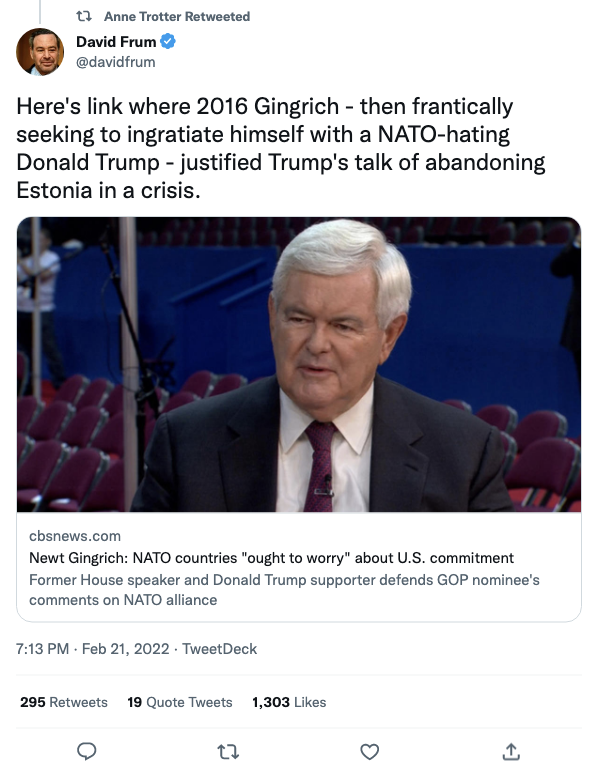 Anne Trotter Retweeted
David Frum
@davidfrum
Here's link where 2016 Gingrich - then frantically
seeking to ingratiate himself with a NATO-hating
Donald Trump - justified Trump's talk of abandoning
Estonia in a crisis.
cbsnews.com
Newt Gingrich: NATO countries "ought to worry" about U.S. commitment
Former House speaker and Donald Trump supporter defends GOP nominee's
comments on NATO alliance
7:13 PM · Feb 21, 2022 · TweetDeck
295 Retweets 19 Quote Tweets 1,303 Likes